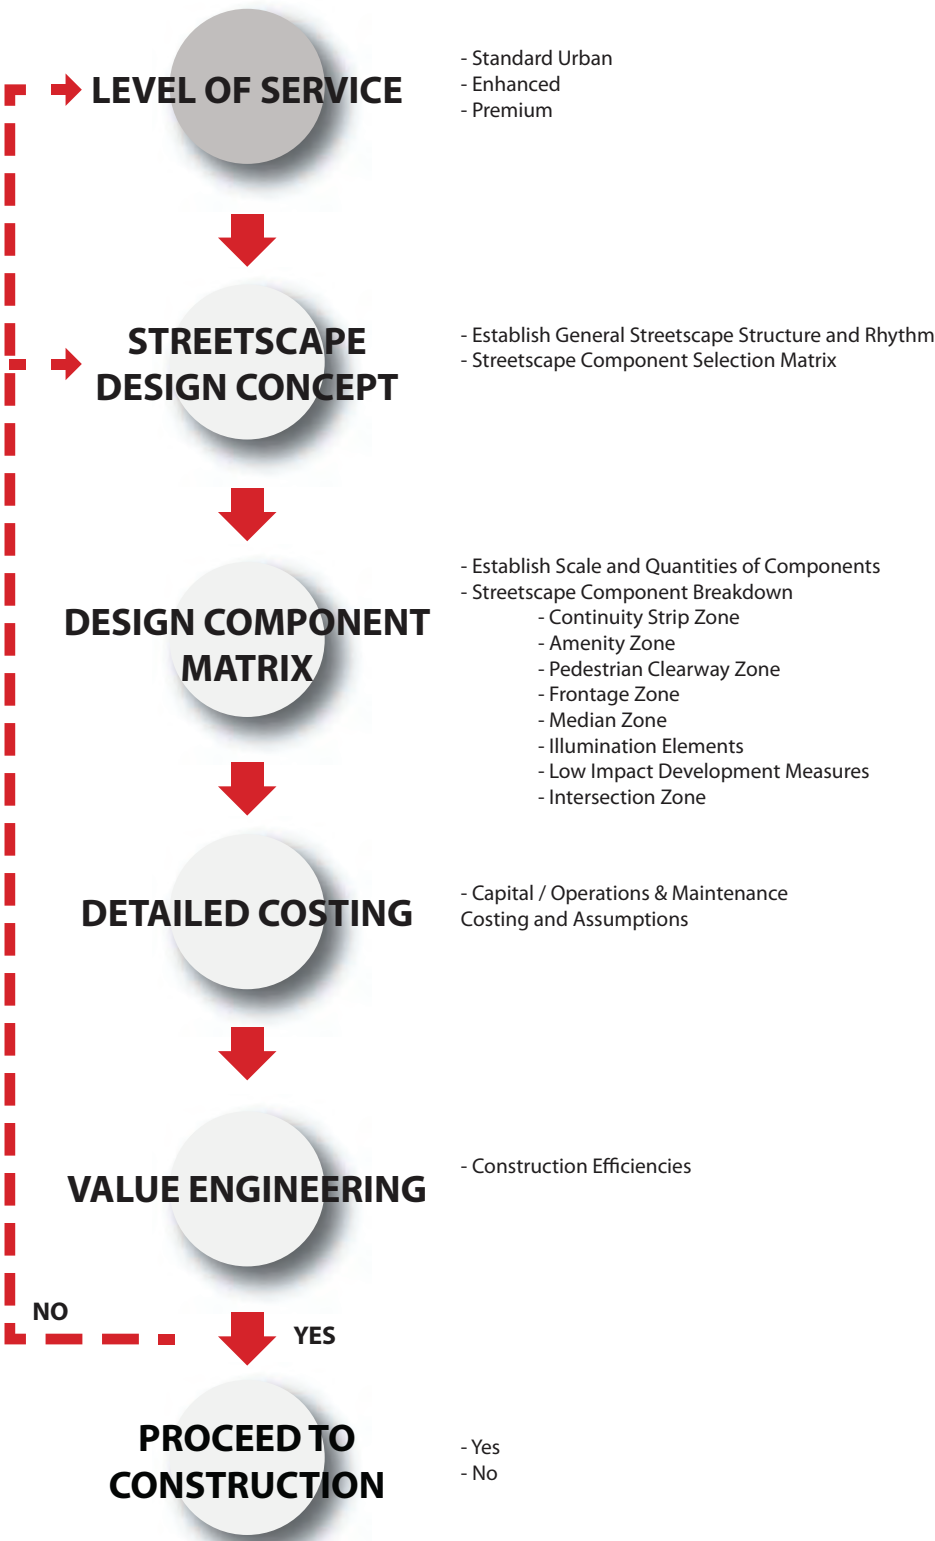 LEVEL OF SERVICE
- Standard Urban
- Enhanced
- Premium
STREETSCAPE
DESIGN CONCEPT
- Establish General Streetscape Structure and Rhythm
- Streetscape Component Selection Matrix
DESIGN COMPONENT
MATRIX
- Establish Scale and Quantities of Components
- Streetscape Component Breakdown
- Continuity Strip Zone
- Amenity Zone
- Pedestrian Clearway Zone
- Frontage Zone
- Median Zone
- Illumination Elements
- Low Impact Development Measures
- Intersection Zone
DETAILED COSTING
- Capital / Operations & Maintenance
Costing and Assumptions
VALUE ENGINEERING
- Construction Efficiencies
NO
YES
PROCEED TO
CONSTRUCTION
- Yes
- No